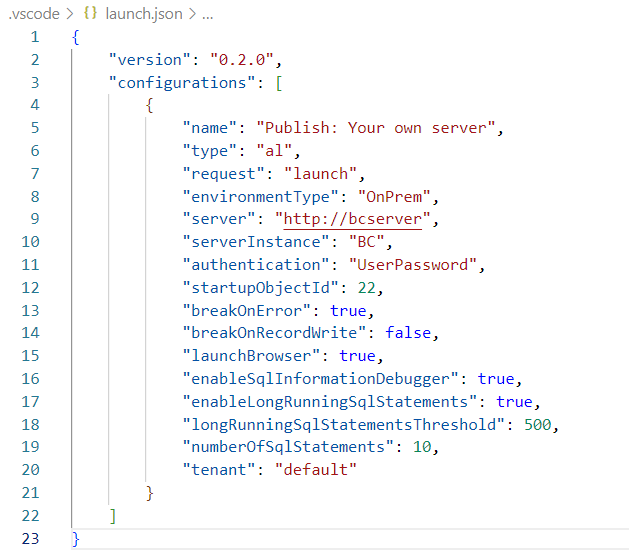 .vscode > {} launch.json > ...
1 {
2     "version": "0.2.0",
3     "configurations": [
4         {
5             "name": "Publish: Your own server",
6             "type": "al",
7             "request": "launch",
8             "environmentType": "OnPrem",
9             "server": "http://bcserver",
10             "serverInstance": "BC",
11             "authentication": "UserPassword",
12             "startupObjectId": 22,
13             "breakOnError": true,
14             "breakOnRecordWrite": false,
15             "launchBrowser": true,
16             "enableSqlInformationDebugger": true,
17             "enableLongRunningSqlStatements": true,
18             "longRunningSqlStatementsThreshold": 500,
19             "numberOfSqlStatements": 10,
20             "tenant": "default"
21         }
22     ]
23 }